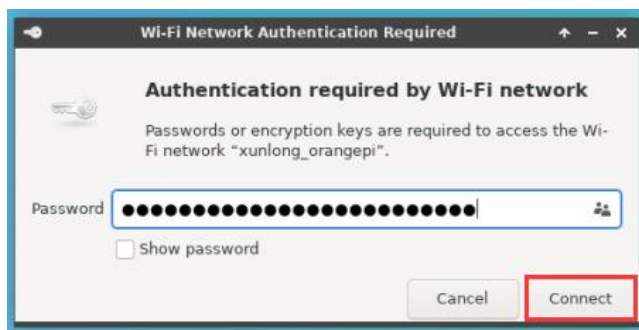 Wi-Fi Network Authentication Required
Authentication required by Wi-Fi network
Passwords or encryption keys are required to access the Wi-
Fi network "xunlong_orangepi".
Password ●●●●●●●●●●●●●●●●●●●●●●●●●
Show password
Cancel Connect